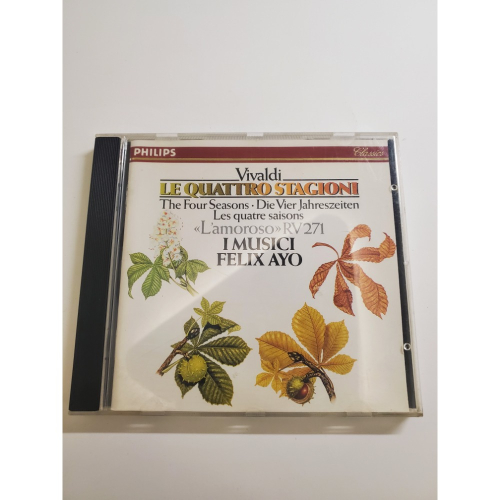 PHILIPS
Classics
Vivaldi
LE QUATTRO STAGIONI
The Four Seasons · Die Vier Jahreszeiten
Les quatre saisons
«L'amoroso» RV 271
I MUSICI
FELIX AYO